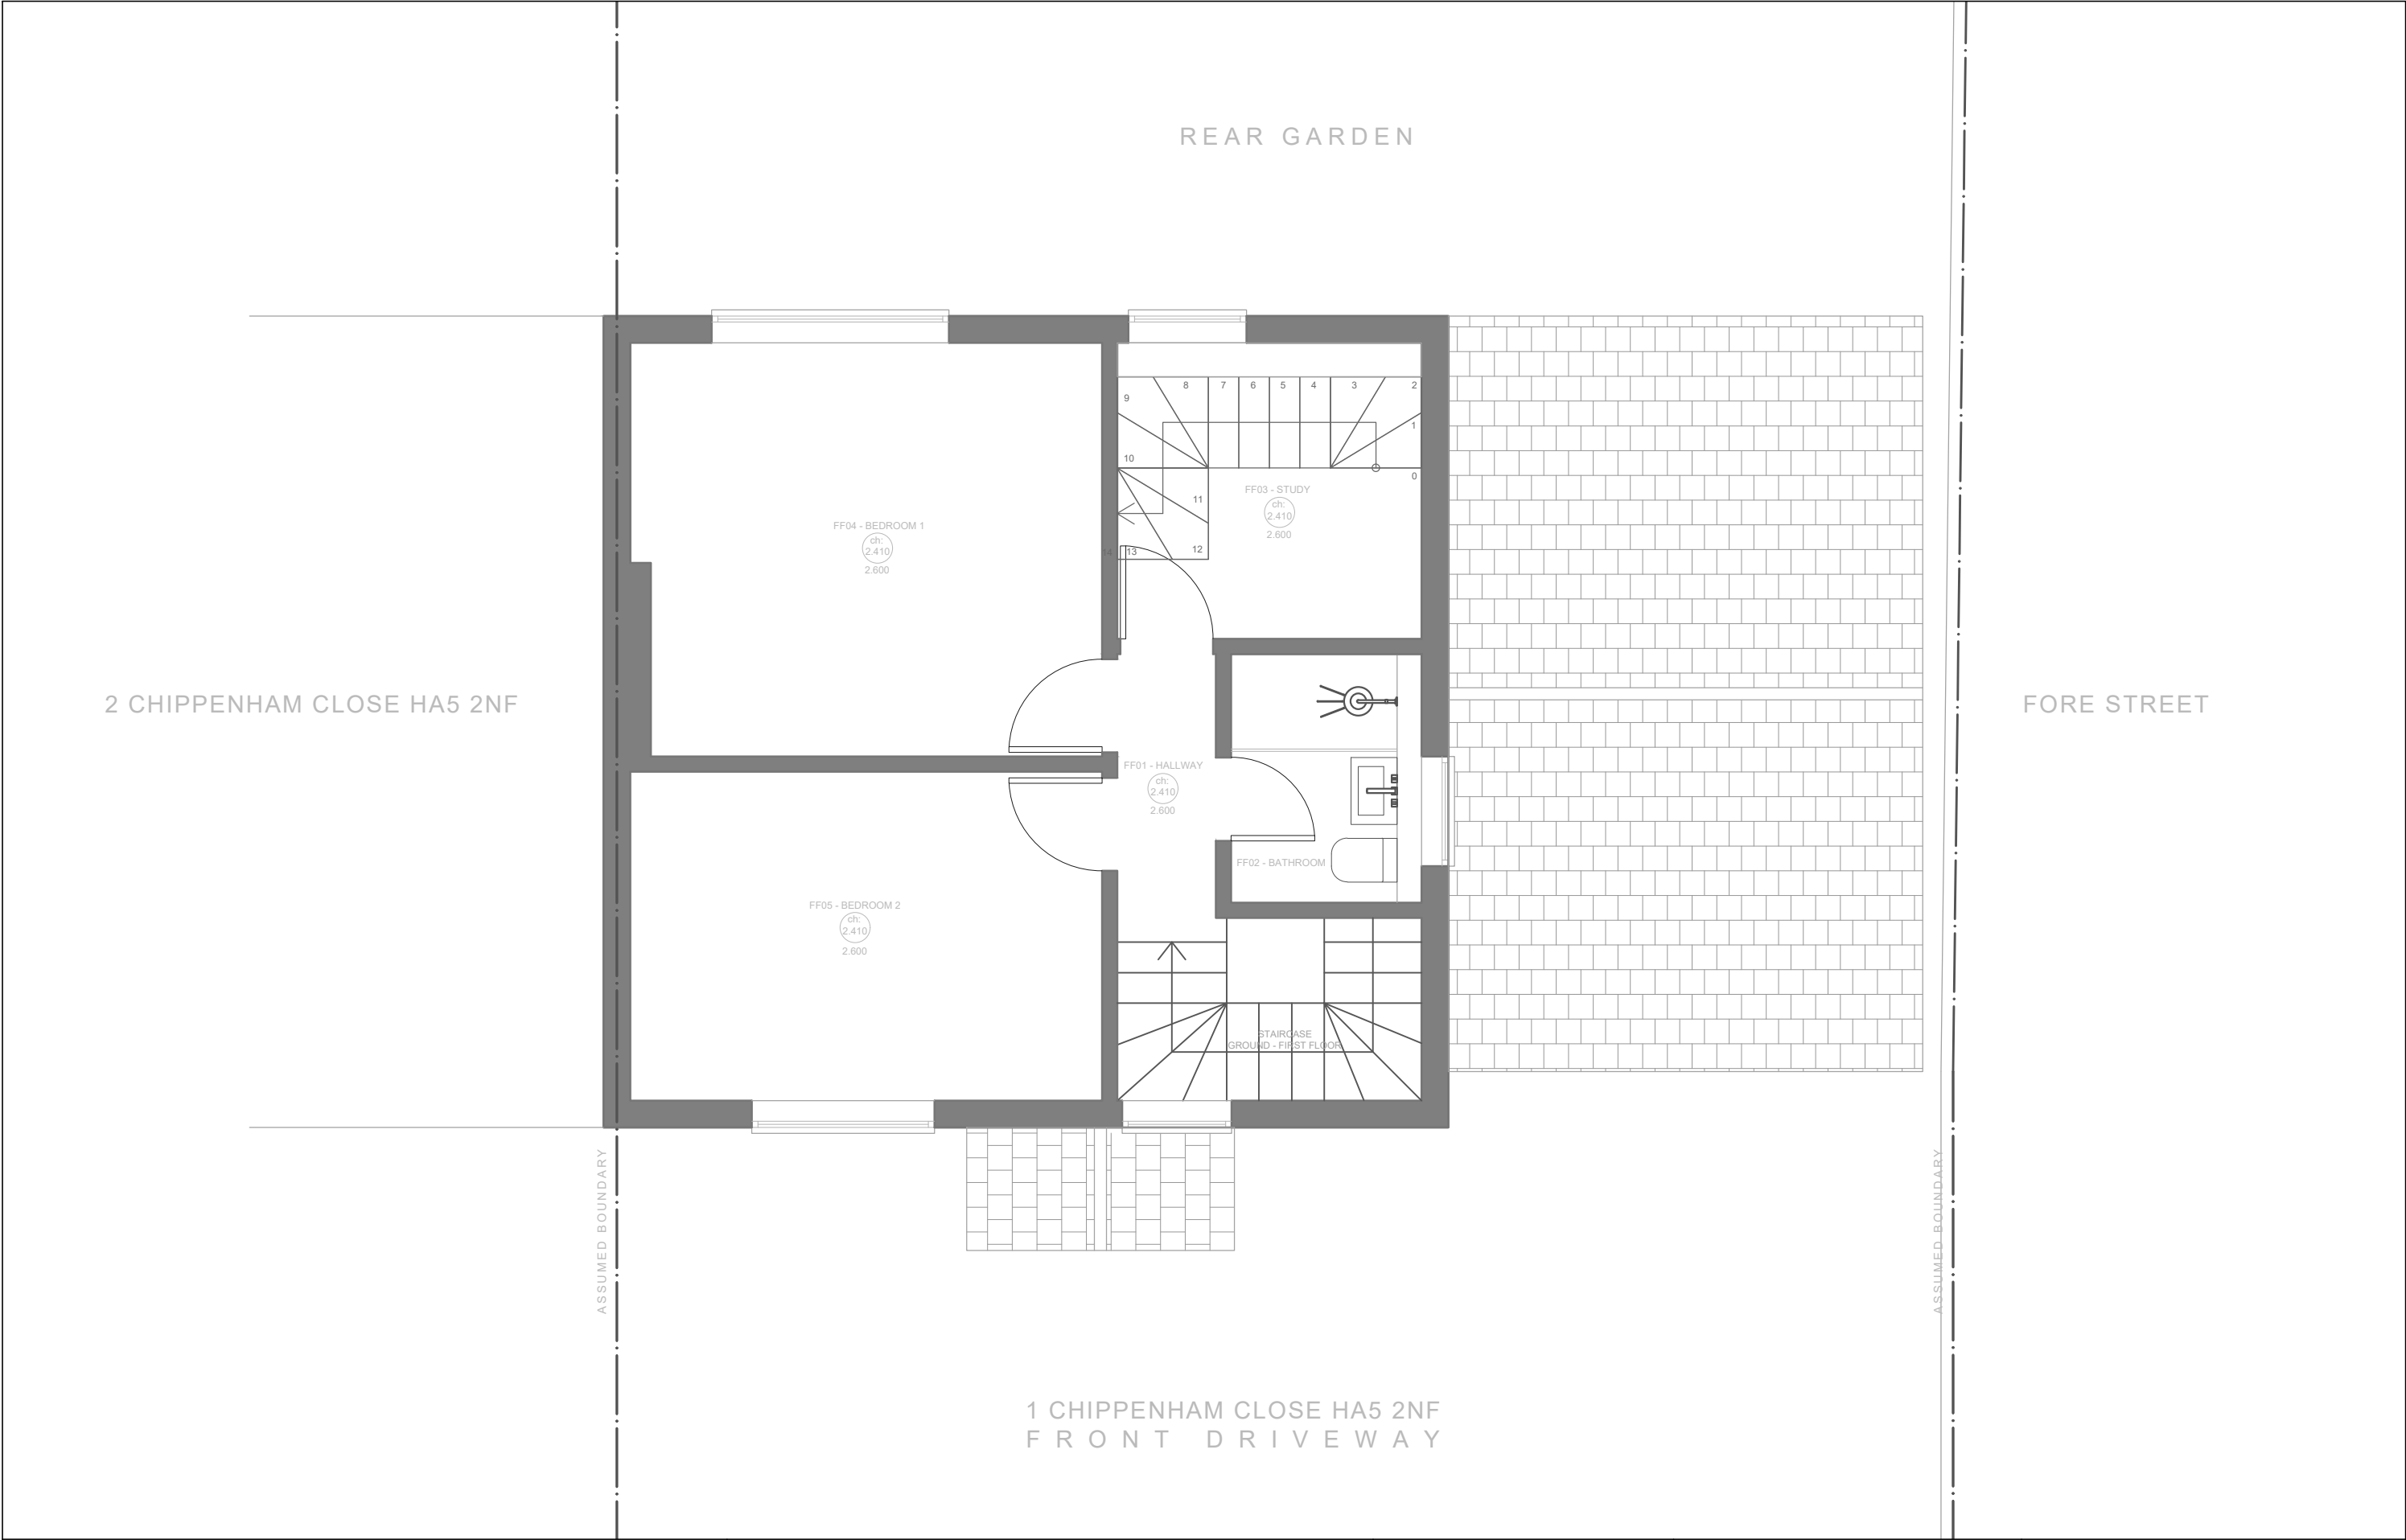 REAR GARDEN
8
7
6
5
4
3
2
9
1
10
0
11
12
14
13
FF03 - STUDY
ch:
2.410
2.600
FF04 - BEDROOM 1
ch:
2.410
2.600
2 CHIPPENHAM CLOSE HA5 2NF
FORE STREET
FF01 - HALLWAY
ch:
2.410
2.600
FF02 - BATHROOM
FF05 - BEDROOM 2
ch:
2.410
2.600
STAIRCASE
GROUND - FIRST FLOOR
ASSUMED BOUNDARY
ASSUMED BOUNDARY
1 CHIPPENHAM CLOSE HA5 2NF
FRONT DRIVEWAY